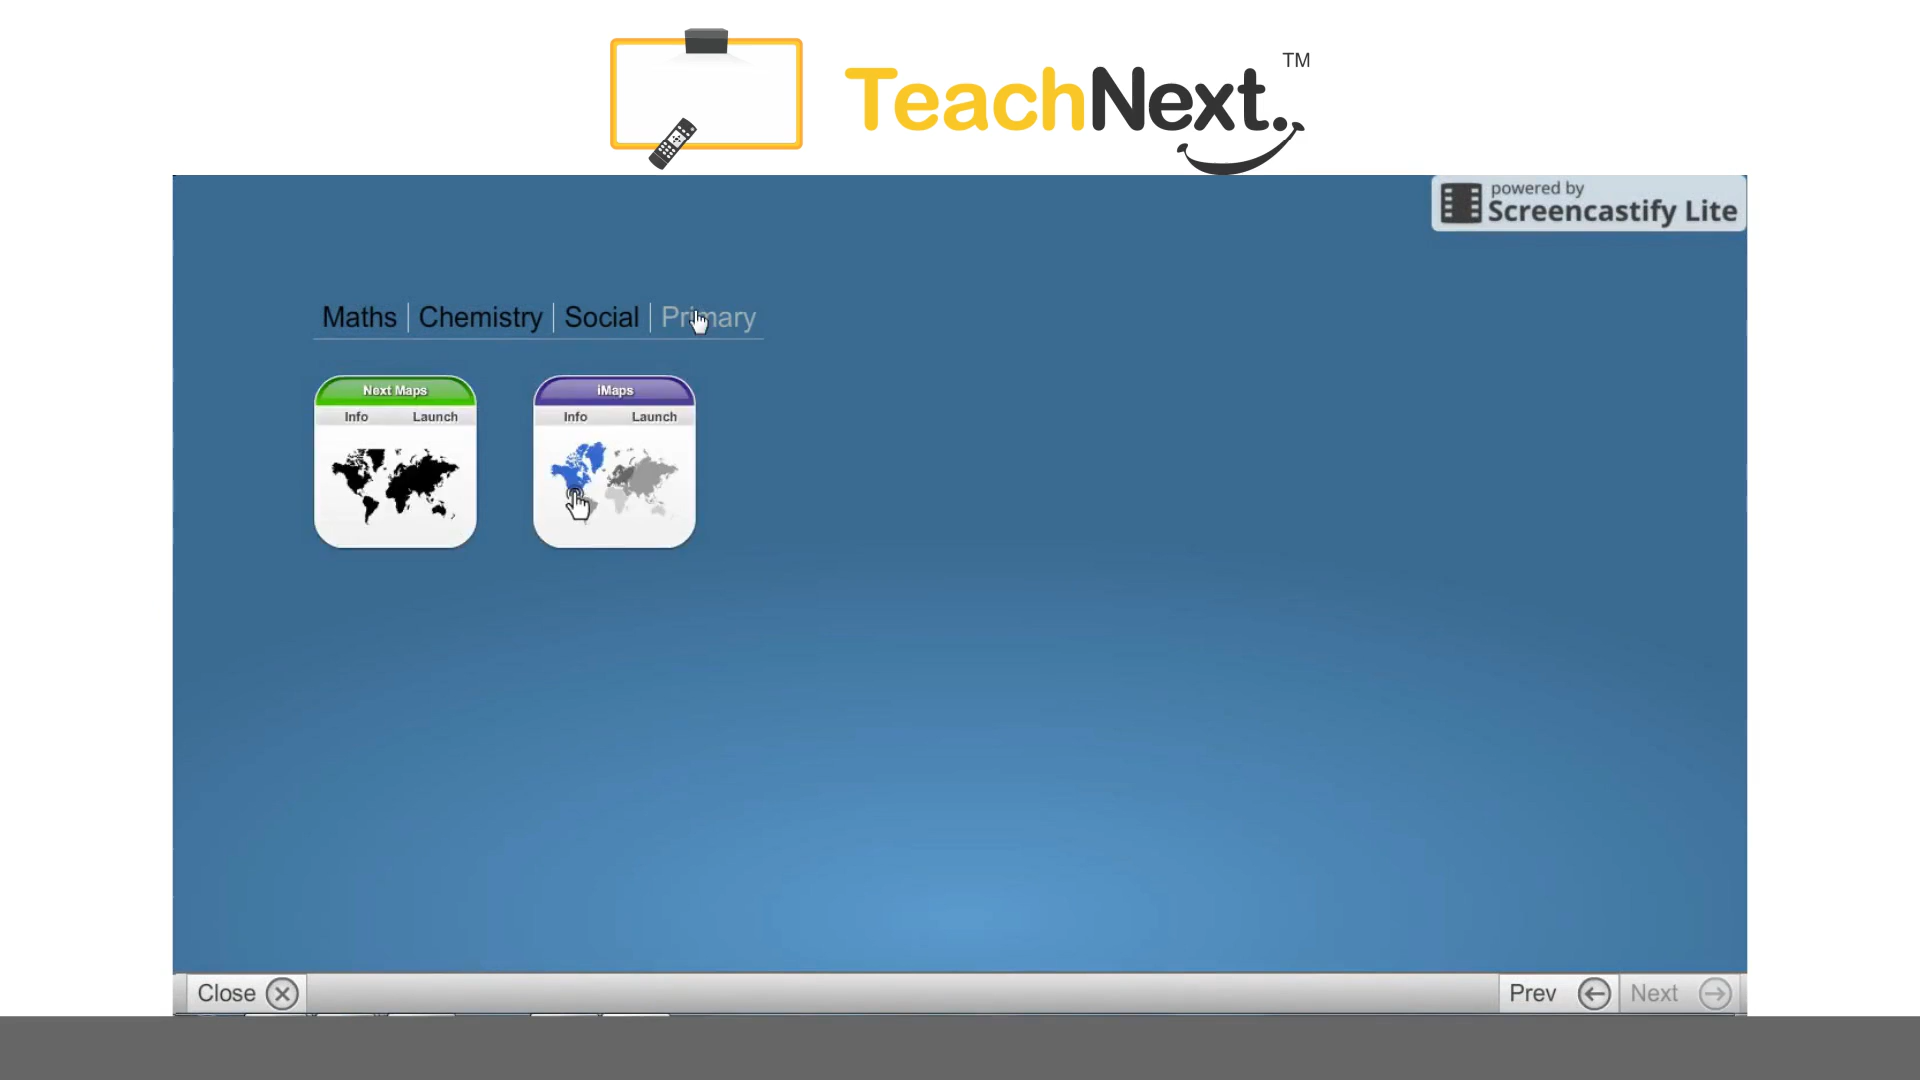 TeachNext. TM
powered by
Screencastify Lite
Maths Chemistry Social Primary
Next Maps
Info Launch
iMaps
Info Launch
Close Prev Next